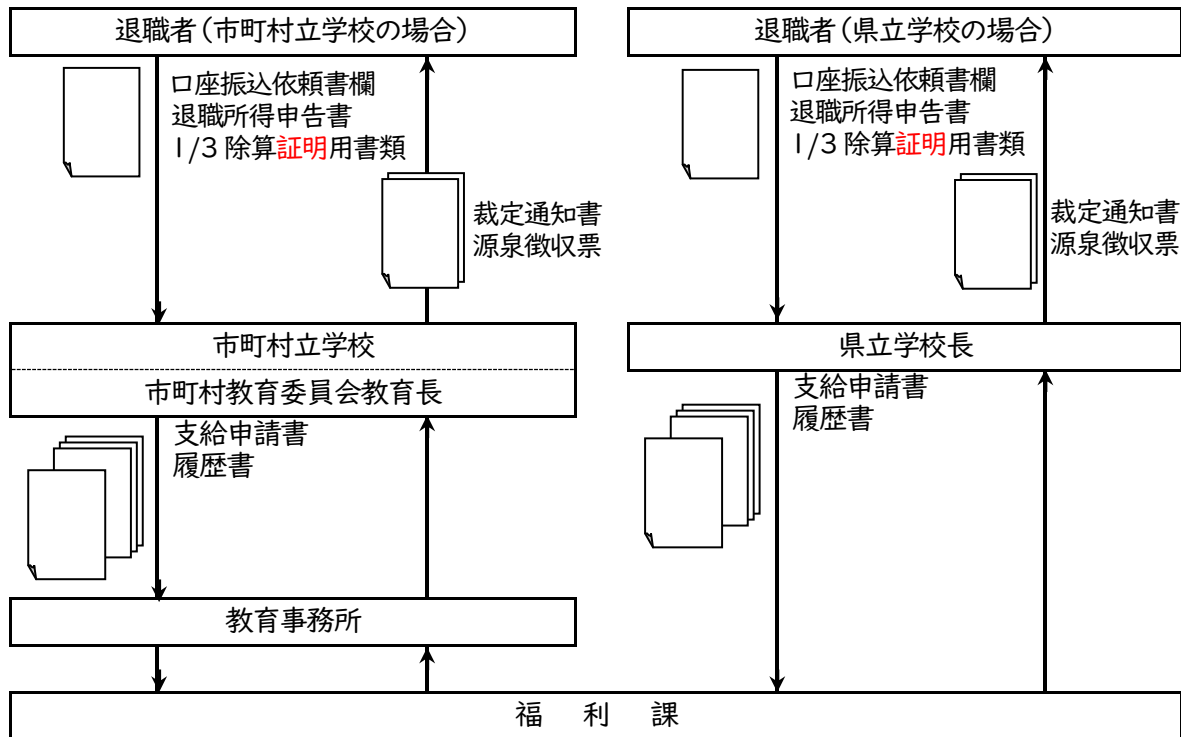 退職者(市町村立学校の場合)
口座振込依頼書欄
退職所得申告書
1/3除算証明用書類
裁定通知書
源泉徴収票
市町村立学校
市町村教育委員会教育長
支給申請書
履歴書
教育事務所
退職者(県立学校の場合)
口座振込依頼書欄
退職所得申告書
1/3除算証明用書類
裁定通知書
源泉徴収票
県立学校長
支給申請書
履歴書
福利課